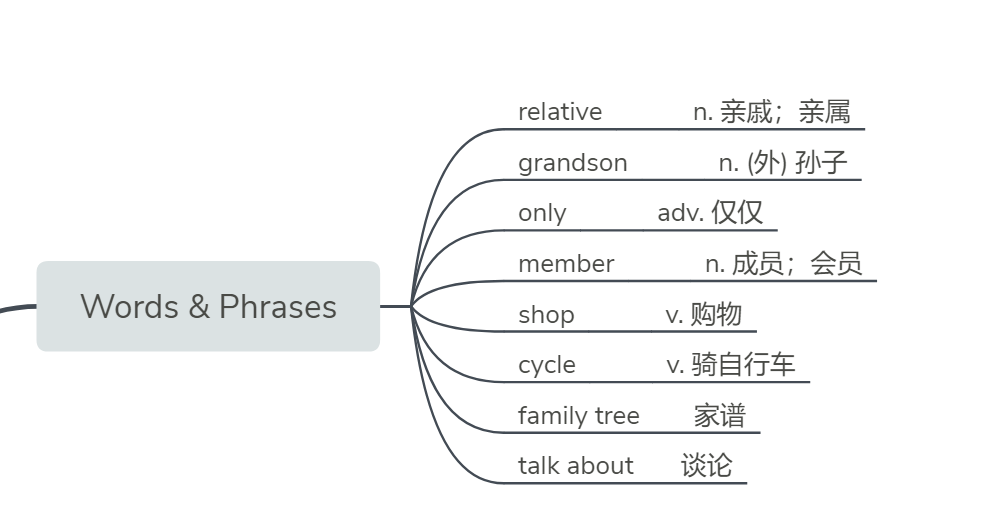 Words & Phrases
relative n. 亲戚；亲属
grandson n. (外) 孙子
only adv. 仅仅
member n. 成员；会员
shop v. 购物
cycle v. 骑自行车
family tree 家谱
talk about 谈论